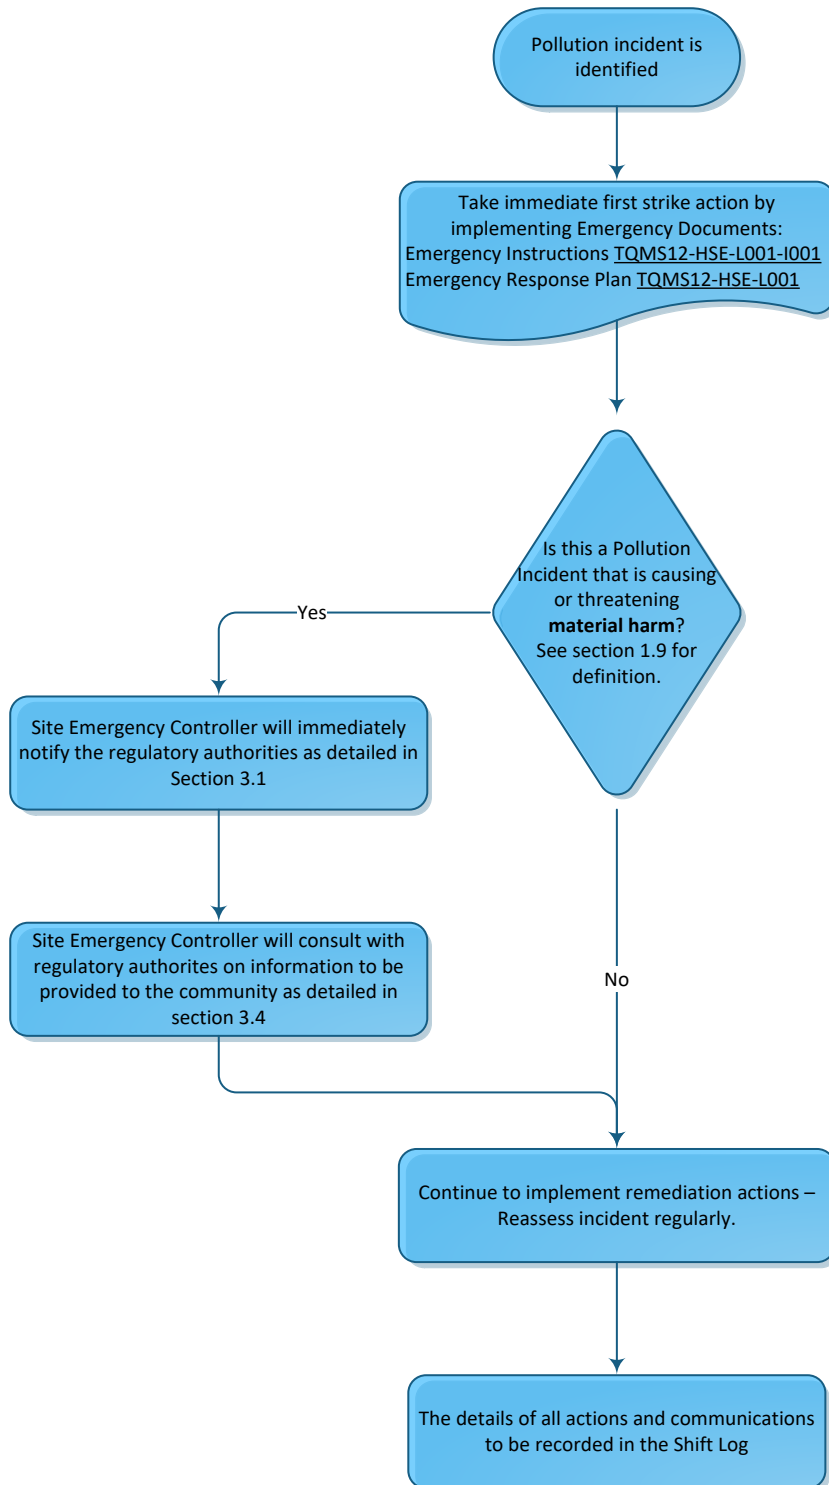 Pollution incident is
identified
Take immediate first strike action by
implementing Emergency Documents:
Emergency Instructions TQMS12-HSE-L001-I001
Emergency Response Plan TQMS12-HSE-L001
Is this a Pollution
Incident that is causing
or threatening
material harm?
See section 1.9 for
definition.
Yes
Site Emergency Controller will immediately
notify the regulatory authorities as detailed in
Section 3.1
Site Emergency Controller will consult with
regulatory authorites on information to be
provided to the community as detailed in
section 3.4
No
Continue to implement remediation actions –
Reassess incident regularly.
The details of all actions and communications
to be recorded in the Shift Log